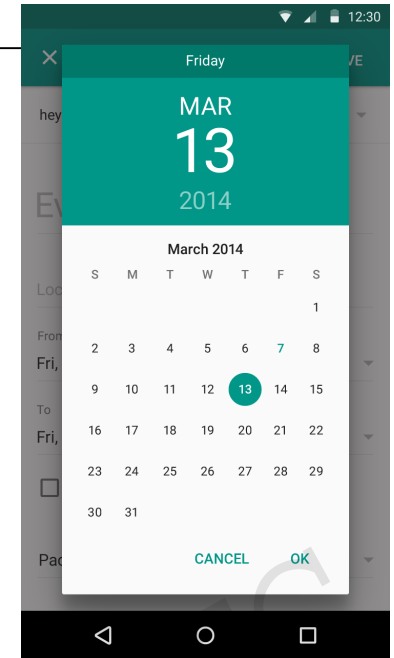 12:30
Friday
hey
MAR
13
2014
March 2014
S M T W T F S
1
Loc
From
2 3 4 5 6 7 8
Fri,
9 10 11 12 13 14 15
To
Fri,
16 17 18 19 20 21 22
23 24 25 26 27 28 29
30 31
CANCEL OK